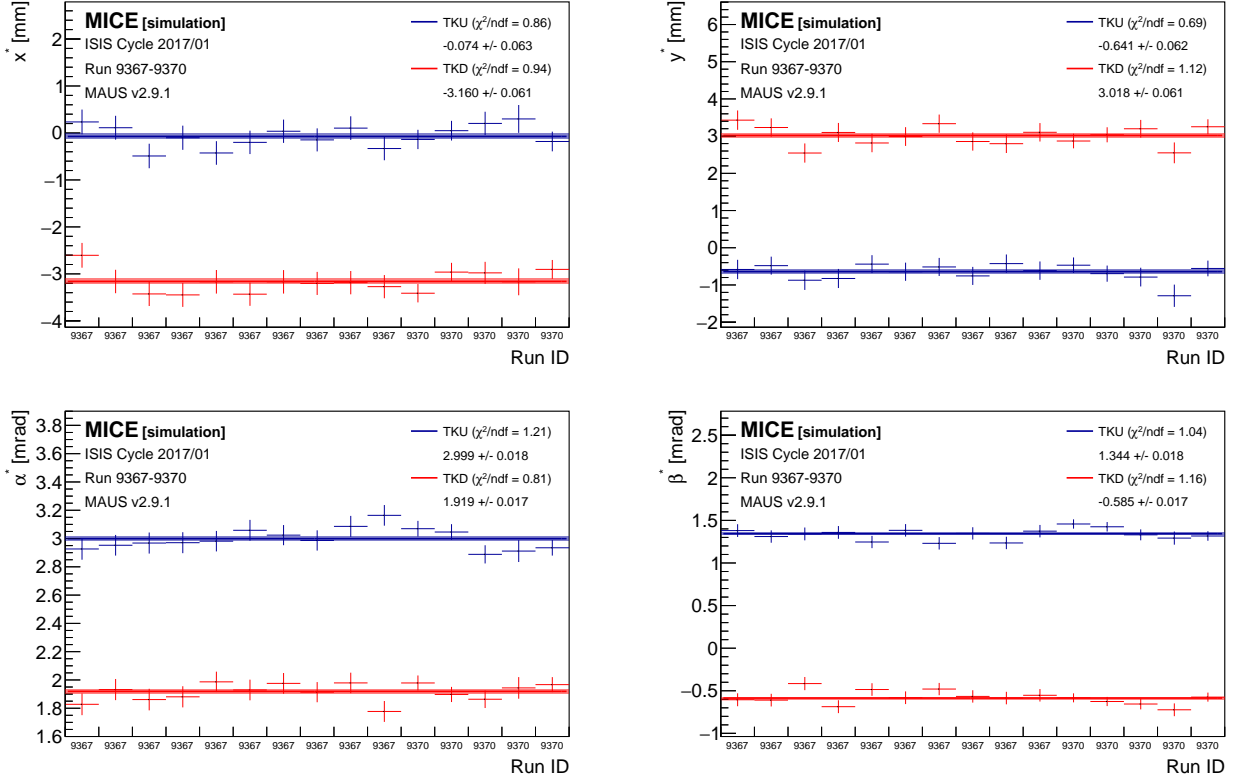 x* [mm]
MICE [simulation]
ISIS Cycle 2017/01
Run 9367-9370
MAUS v2.9.1
TKU (χ²/ndf = 0.86)
-0.074 +/- 0.063
TKD (χ²/ndf = 0.94)
-3.160 +/- 0.061
2
1
0
−1
−2
−3
−4
9367 9367 9367 9367 9367 9367 9367 9367 9367 9367 9370 9370 9370 9370 9370
Run ID
y* [mm]
MICE [simulation]
ISIS Cycle 2017/01
Run 9367-9370
MAUS v2.9.1
TKU (χ²/ndf = 0.69)
-0.641 +/- 0.062
TKD (χ²/ndf = 1.12)
3.018 +/- 0.061
6
5
4
3
2
1
0
−1
−2
9367 9367 9367 9367 9367 9367 9367 9367 9367 9367 9370 9370 9370 9370 9370
Run ID
α* [mrad]
MICE [simulation]
ISIS Cycle 2017/01
Run 9367-9370
MAUS v2.9.1
TKU (χ²/ndf = 1.21)
2.999 +/- 0.018
TKD (χ²/ndf = 0.81)
1.919 +/- 0.017
3.8
3.6
3.4
3.2
3
2.8
2.6
2.4
2.2
2
1.8
1.6
9367 9367 9367 9367 9367 9367 9367 9367 9367 9367 9370 9370 9370 9370 9370
Run ID
β* [mrad]
MICE [simulation]
ISIS Cycle 2017/01
Run 9367-9370
MAUS v2.9.1
TKU (χ²/ndf = 1.04)
1.344 +/- 0.018
TKD (χ²/ndf = 1.16)
-0.585 +/- 0.017
2.5
2
1.5
1
0.5
0
−0.5
−1
9367 9367 9367 9367 9367 9367 9367 9367 9367 9367 9370 9370 9370 9370 9370
Run ID